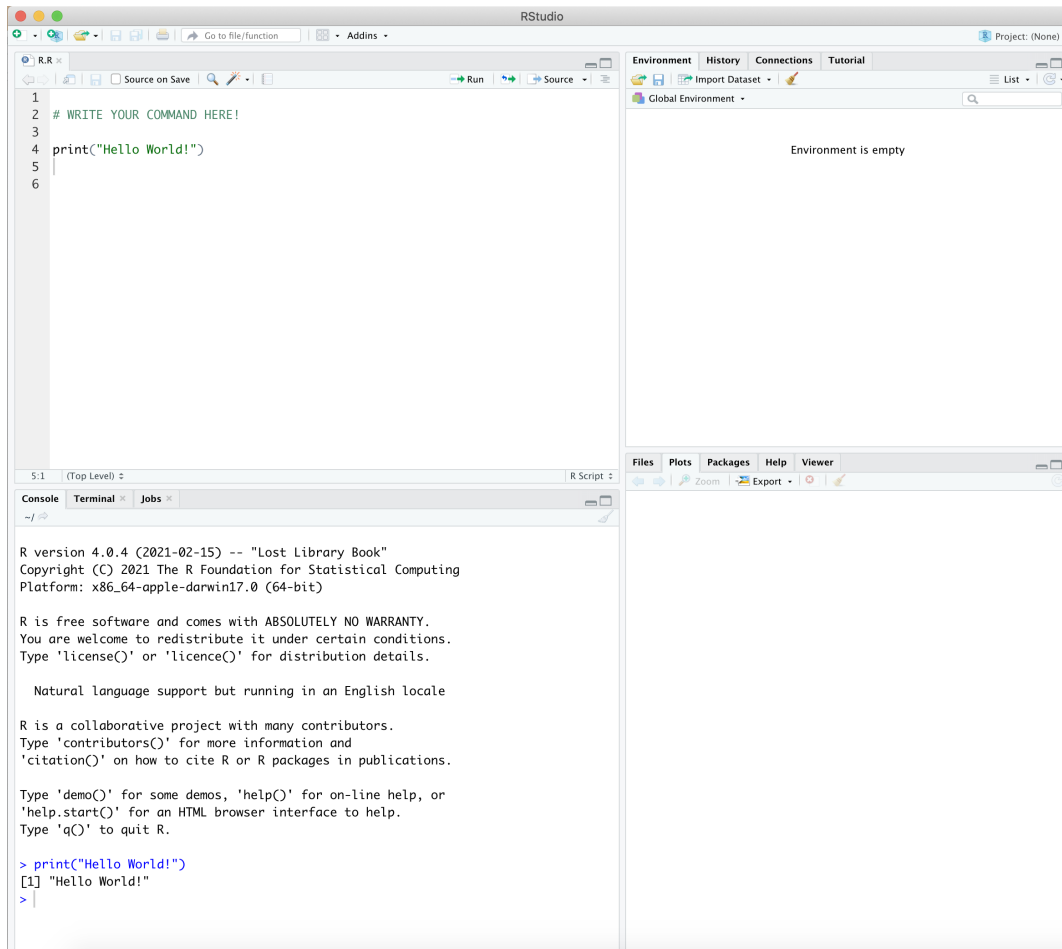 RStudio
Go to file/function
Addins
Project: (None)
R.R
Source on Save
Run
Source
1
2 # WRITE YOUR COMMAND HERE!
3
4 print("Hello World!")
5
6
5:1 (Top Level)
R Script
Console Terminal Jobs
~/
R version 4.0.4 (2021-02-15) -- "Lost Library Book"
Copyright (C) 2021 The R Foundation for Statistical Computing
Platform: x86_64-apple-darwin17.0 (64-bit)
R is free software and comes with ABSOLUTELY NO WARRANTY.
You are welcome to redistribute it under certain conditions.
Type 'license()' or 'licence()' for distribution details.
Natural language support but running in an English locale
R is a collaborative project with many contributors.
Type 'contributors()' for more information and
'citation()' on how to cite R or R packages in publications.
Type 'demo()' for some demos, 'help()' for on-line help, or
'help.start()' for an HTML browser interface to help.
Type 'q()' to quit R.
> print("Hello World!")
[1] "Hello World!"
>
Environment History Connections Tutorial
Import Dataset
List
Global Environment
Environment is empty
Files Plots Packages Help Viewer
Zoom Export